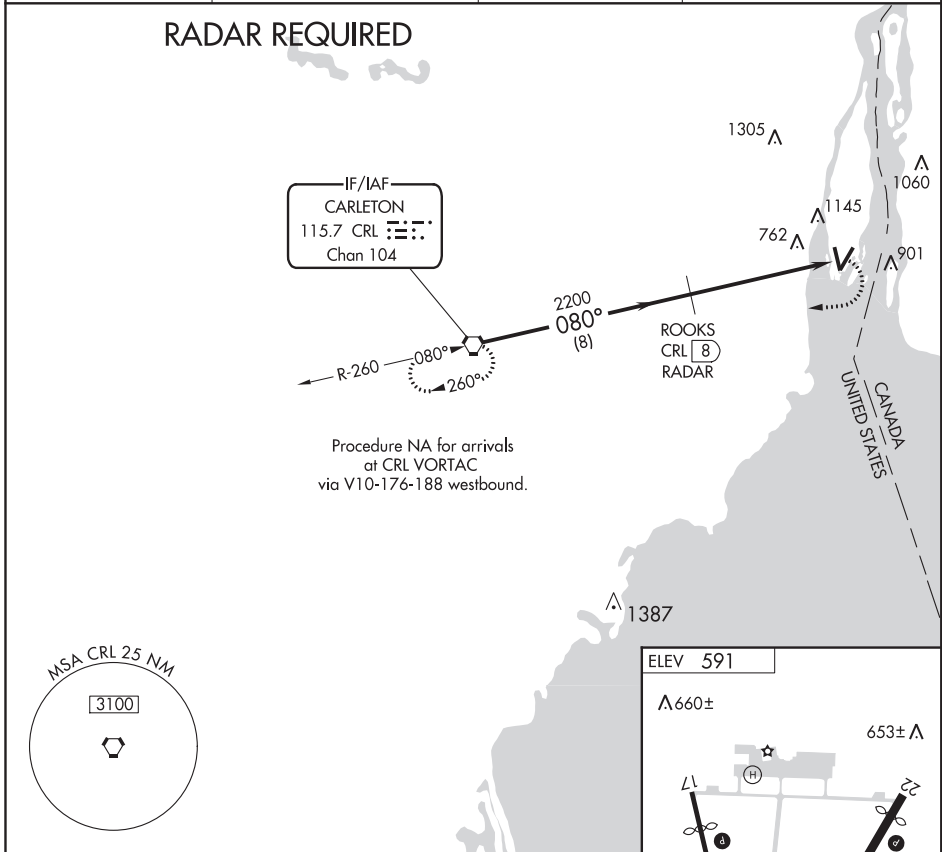 RADAR REQUIRED
1305
1060
IF/IAF
CARLETON
115.7 CRL
Chan 104
1145
762
901
2200
080°
(8)
ROOKS
CRL 8
RADAR
R-260
080°
260°
CANADA
UNITED STATES
Procedure NA for arrivals
at CRL VORTAC
via V10-176-188 westbound.
1387
MSA CRL 25 NM
3100
ELEV 591
660±
653±
H
17
22
P
P